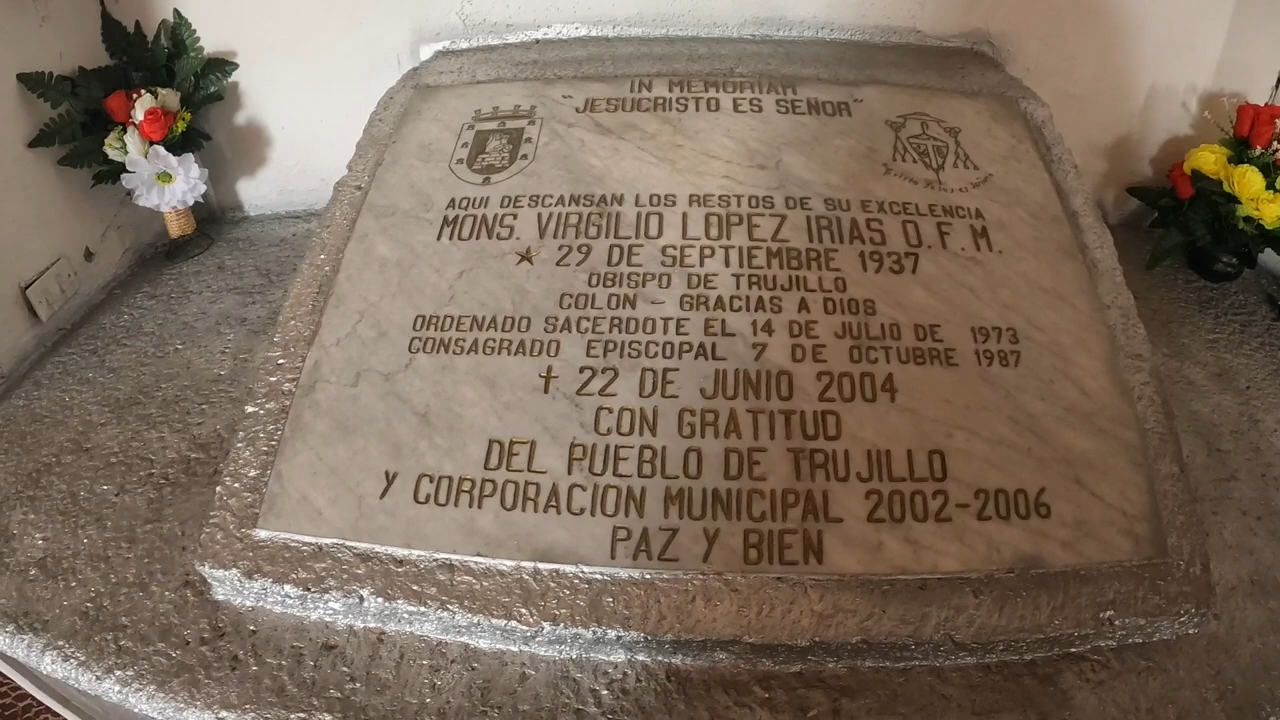 IN MEMORIAM
"JESUCRISTO ES SEÑOR"
AQUI DESCANSAN LOS RESTOS DE SU EXCELENCIA
MONS. VIRGILIO LOPEZ IRIAS O.F.M.
29 DE SEPTIEMBRE 1937
OBISPO DE TRUJILLO
COLON - GRACIAS A DIOS
ORDENADO SACERDOTE EL 14 DE JULIO DE 1973
CONSAGRADO EPISCOPAL 7 DE OCTUBRE 1987
22 DE JUNIO 2004
CON GRATITUD
DEL PUEBLO DE TRUJILLO
Y CORPORACION MUNICIPAL 2002-2006
PAZ Y BIEN